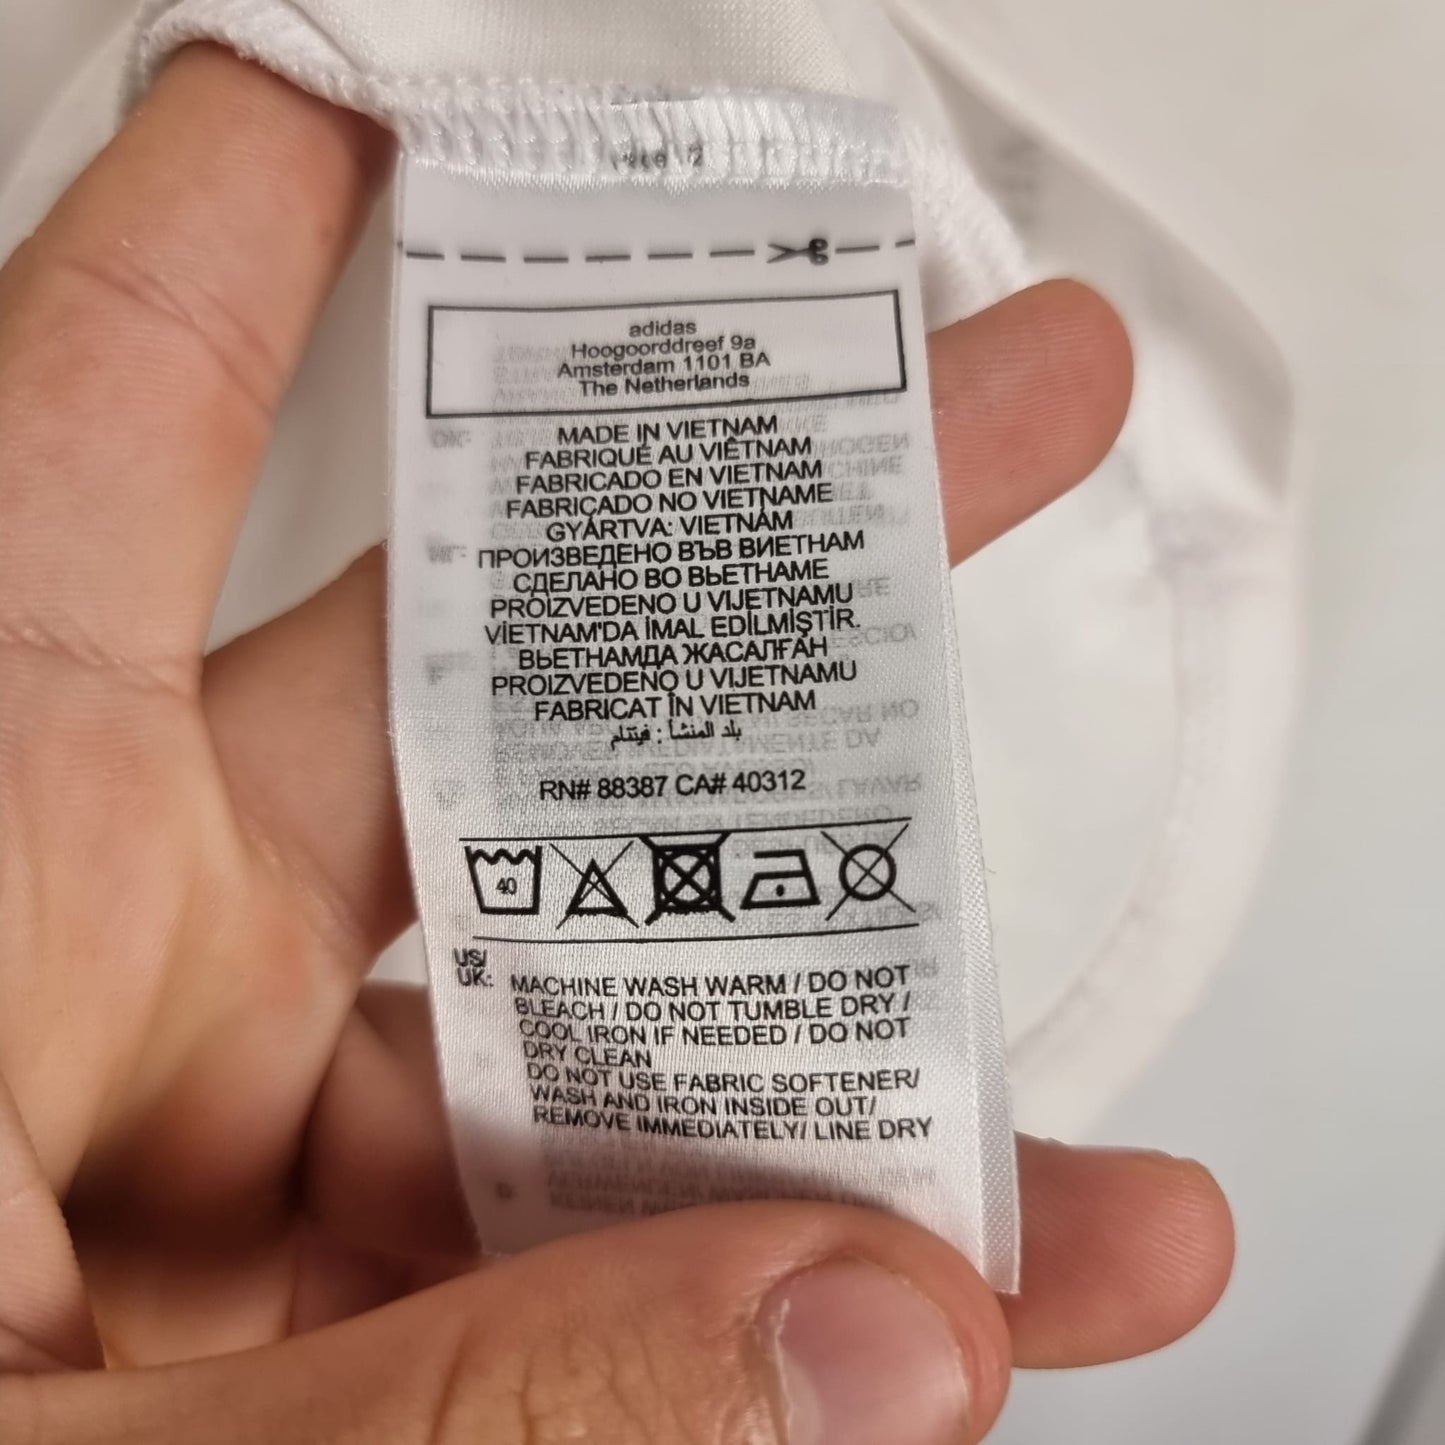 adidas
Hoogoorddreef 9a
Amsterdam 1101 BA
The Netherlands
MADE IN VIETNAM
FABRIQUÉ AU VIÊTNAM
FABRICADO EN VIETNAM
FABRICADO NO VIETNAME
GYÁRTVA: VIETNÁM
ПРОИЗВЕДЕНО ВЪВ ВИЕТНАМ
СДЕЛАНО ВО ВЬЕТНАМЕ
PROIZVEDENO U VIJETNAMU
VİETNAM'DA İMAL EDİLMİŞTİR.
ВЬЕТНАМДА ЖАСАЛҒАН
PROIZVEDENO U VIJETNAMU
FABRICAT ÎN VIETNAM
بلد المنشأ : فيتنام
RN# 88387 CA# 40312
40
US/
UK: MACHINE WASH WARM / DO NOT
BLEACH / DO NOT TUMBLE DRY /
COOL IRON IF NEEDED / DO NOT
DRY CLEAN
DO NOT USE FABRIC SOFTENER/
WASH AND IRON INSIDE OUT/
REMOVE IMMEDIATELY/ LINE DRY